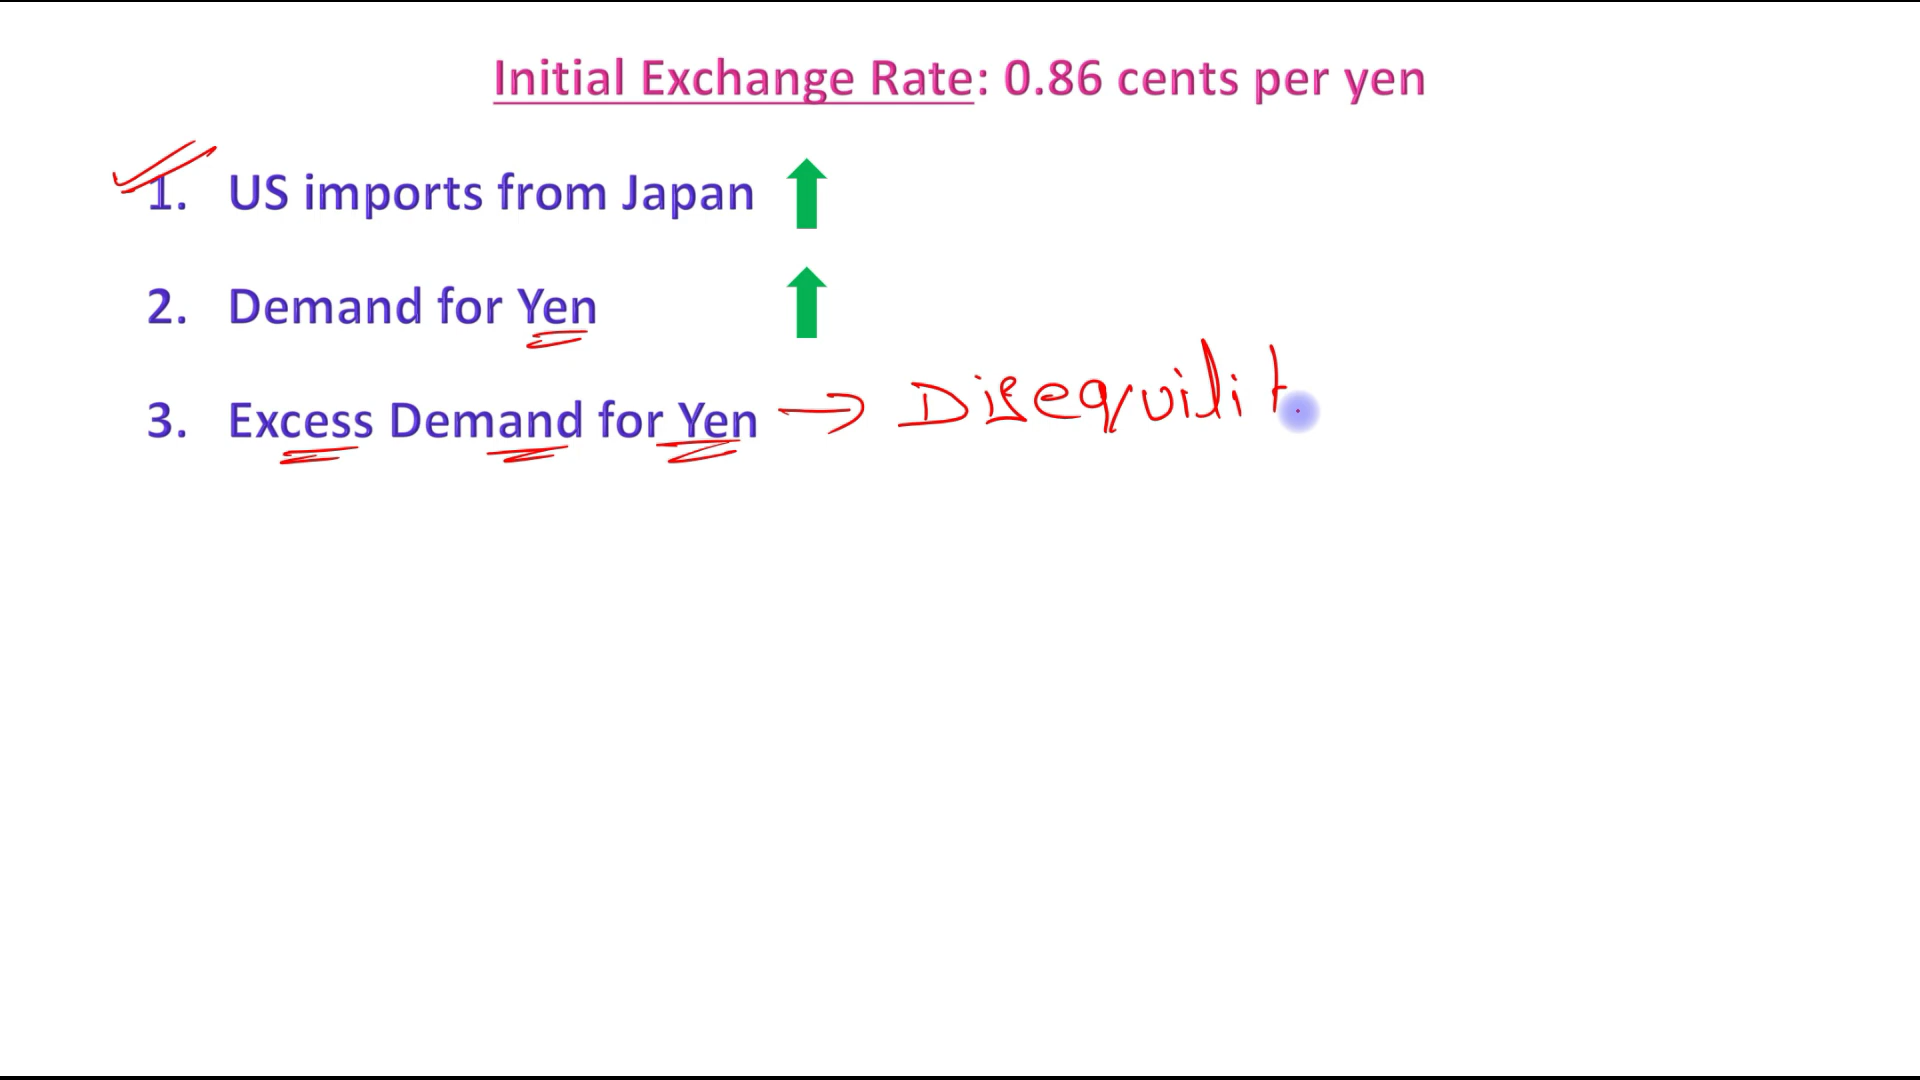 Initial Exchange Rate: 0.86 cents per yen
1. US imports from Japan
2. Demand for Yen
3. Excess Demand for Yen → Disequilit